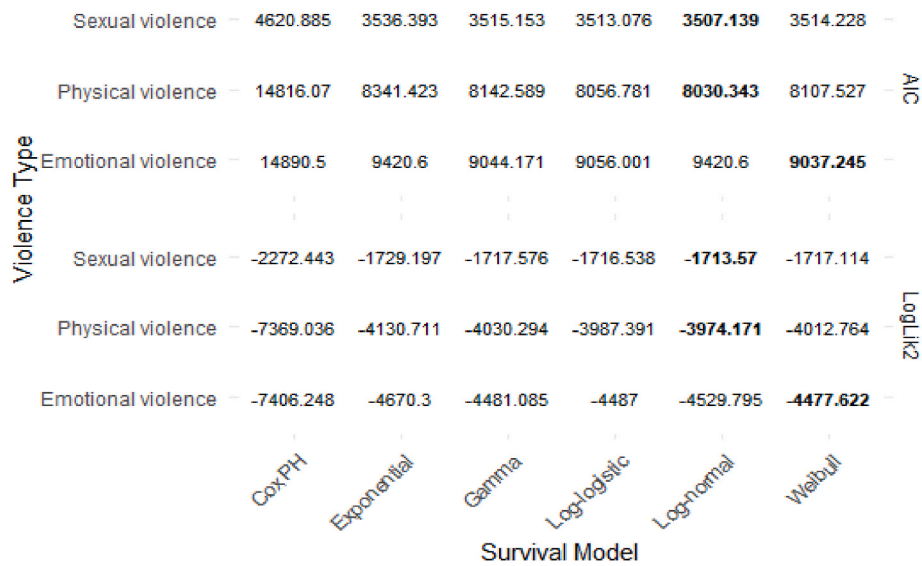 Sexual violence 4620.885 3536.393 3515.153 3513.076 3507.139 3514.228
Physical violence 14816.07 8341.423 8142.589 8056.781 8030.343 8107.527
Emotional violence 14890.5 9420.6 9044.171 9056.001 9420.6 9037.245
AIC
Sexual violence -2272.443 -1729.197 -1717.576 -1716.538 -1713.57 -1717.114
Physical violence -7369.036 -4130.711 -4030.294 -3987.391 -3974.171 -4012.764
Emotional violence -7406.248 -4670.3 -4481.085 -4487 -4529.795 -4477.622
LogLik2
Violence Type
Cox PH Exponential Gamma Log-logistic Log-normal Weibull
Survival Model